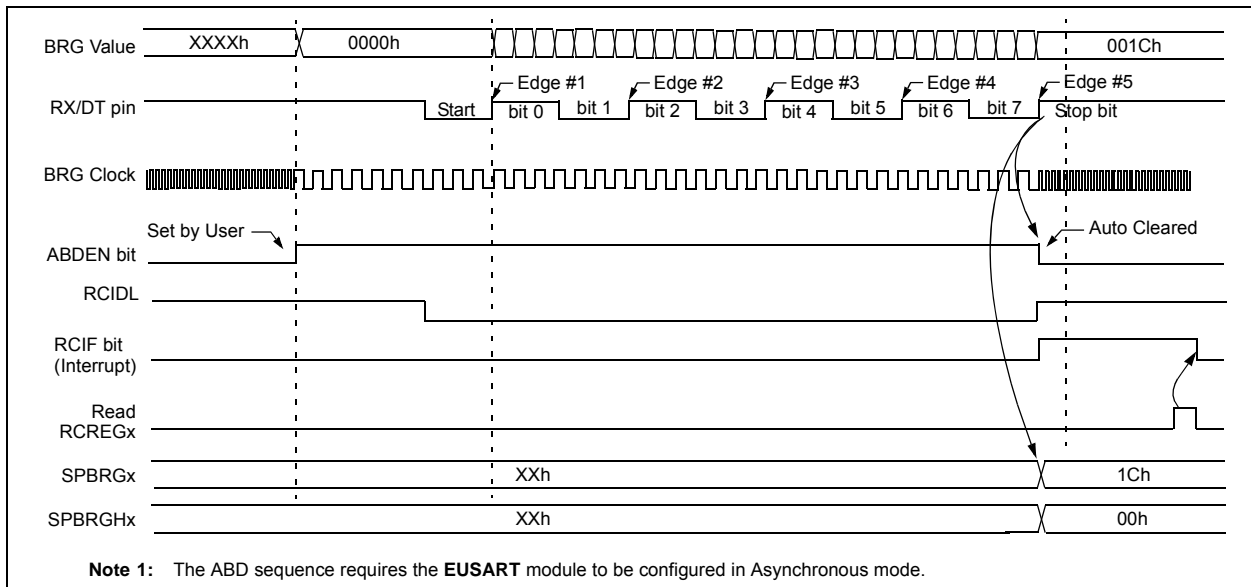 BRG Value XXXXh 0000h 001Ch
Edge #1 Edge #2 Edge #3 Edge #4 Edge #5
RX/DT pin Start bit 0 bit 1 bit 2 bit 3 bit 4 bit 5 bit 6 bit 7 Stop bit
BRG Clock
Set by User Auto Cleared
ABDEN bit
RCIDL
RCIF bit
(Interrupt)
Read
RCREGx
SPBRGx XXh 1Ch
SPBRGHx XXh 00h
Note 1: The ABD sequence requires the EUSART module to be configured in Asynchronous mode.